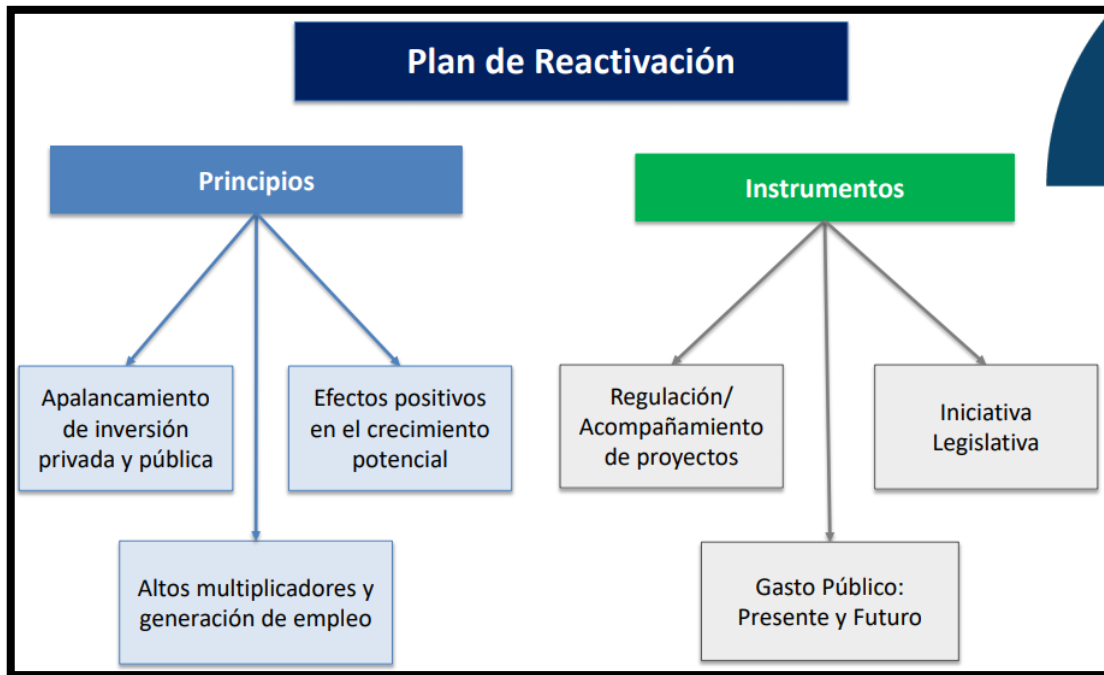 Plan de Reactivación
Principios
Instrumentos
Apalancamiento
de inversión
privada y pública
Efectos positivos
en el crecimiento
potencial
Altos multiplicadores y
generación de empleo
Regulación/
Acompañamiento
de proyectos
Iniciativa
Legislativa
Gasto Público:
Presente y Futuro